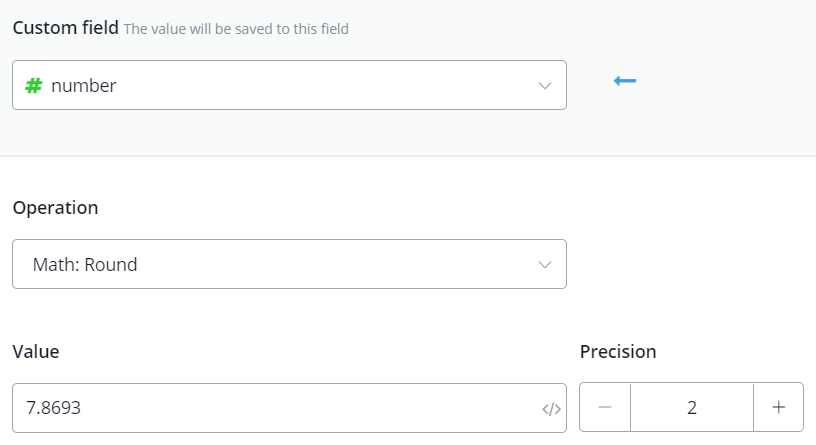 Custom field The value will be saved to this field
# number
Operation
Math: Round
Value Precision
7.8693 </> − 2 +